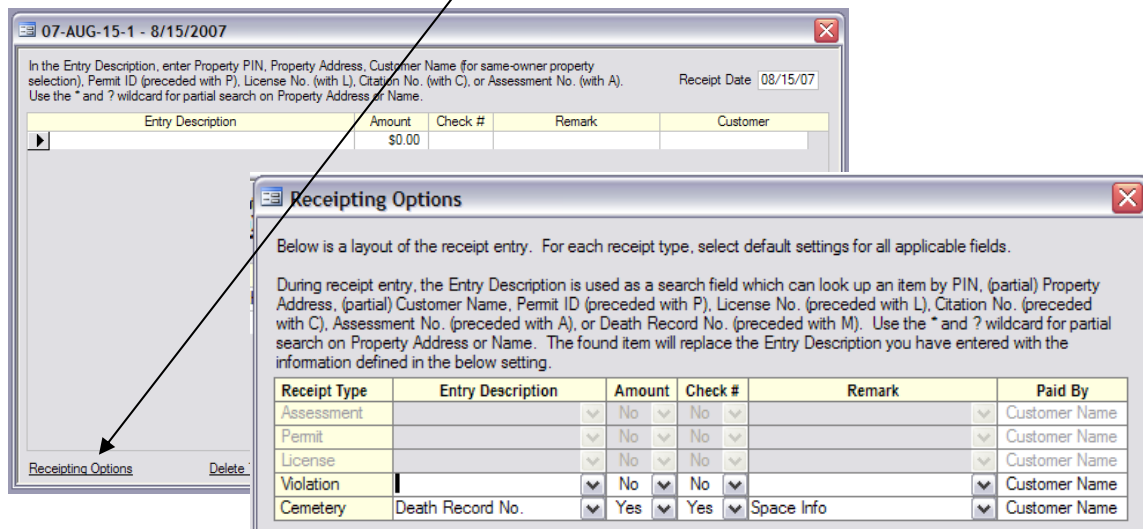 07-AUG-15-1 - 8/15/2007
In the Entry Description, enter Property PIN, Property Address, Customer Name (for same-owner property
selection), Permit ID (preceded with P), License No. (with L), Citation No. (with C), or Assessment No. (with A).
Use the * and ? wildcard for partial search on Property Address or Name.
Receipt Date 08/15/07
Entry Description Amount Check # Remark Customer
$0.00
Receipting Options Delete
Receipting Options
Below is a layout of the receipt entry. For each receipt type, select default settings for all applicable fields.
During receipt entry, the Entry Description is used as a search field which can look up an item by PIN, (partial) Property
Address, (partial) Customer Name, Permit ID (preceded with P), License No. (preceded with L), Citation No. (preceded
with C), Assessment No. (preceded with A), or Death Record No. (preceded with M). Use the * and ? wildcard for partial
search on Property Address or Name. The found item will replace the Entry Description you have entered with the
information defined in the below setting.
Receipt Type Entry Description Amount Check # Remark Paid By
Assessment No No Customer Name
Permit No No Customer Name
License No No Customer Name
Violation No No Customer Name
Cemetery Death Record No. Yes Yes Space Info Customer Name